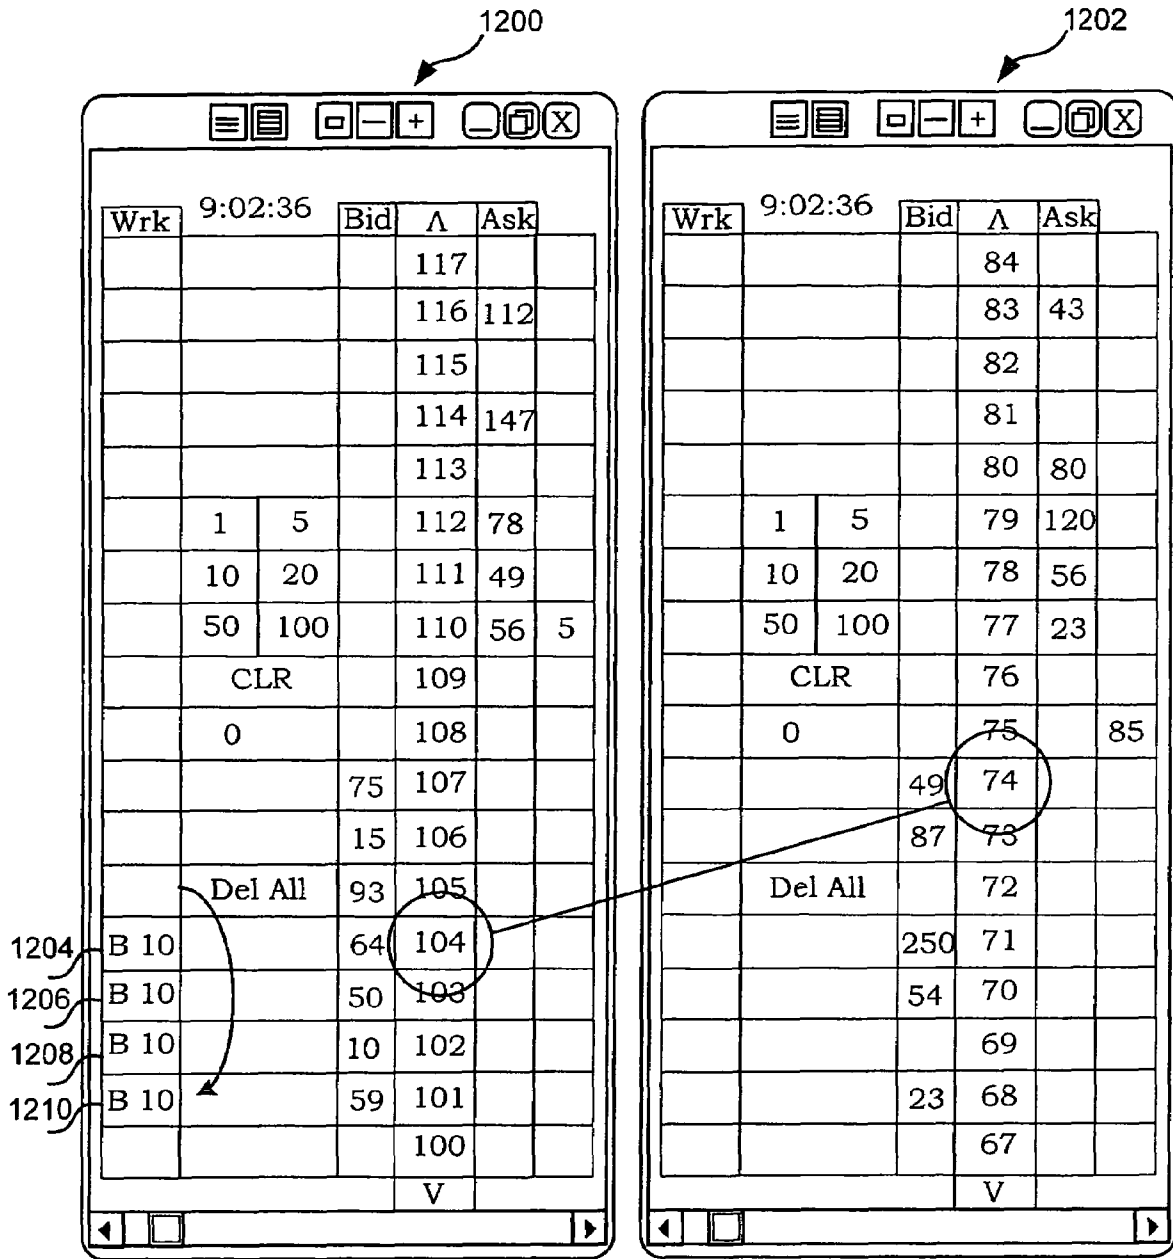 1200
1202
X
X
Wrk 9:02:36 Bid Λ Ask
117
116 112
115
114 147
113
1 5 112 78
10 20 111 49
50 100 110 56 5
CLR 109
0 108
75 107
15 106
Del All 93 105
1204 B 10 64 104
1206 B 10 50 103
1208 B 10 10 102
1210 B 10 59 101
100
V
Wrk 9:02:36 Bid Λ Ask
84
83 43
82
81
80 80
1 5 79 120
10 20 78 56
50 100 77 23
CLR 76
0 75 85
49 74
87 73
Del All 72
250 71
54 70
69
23 68
67
V